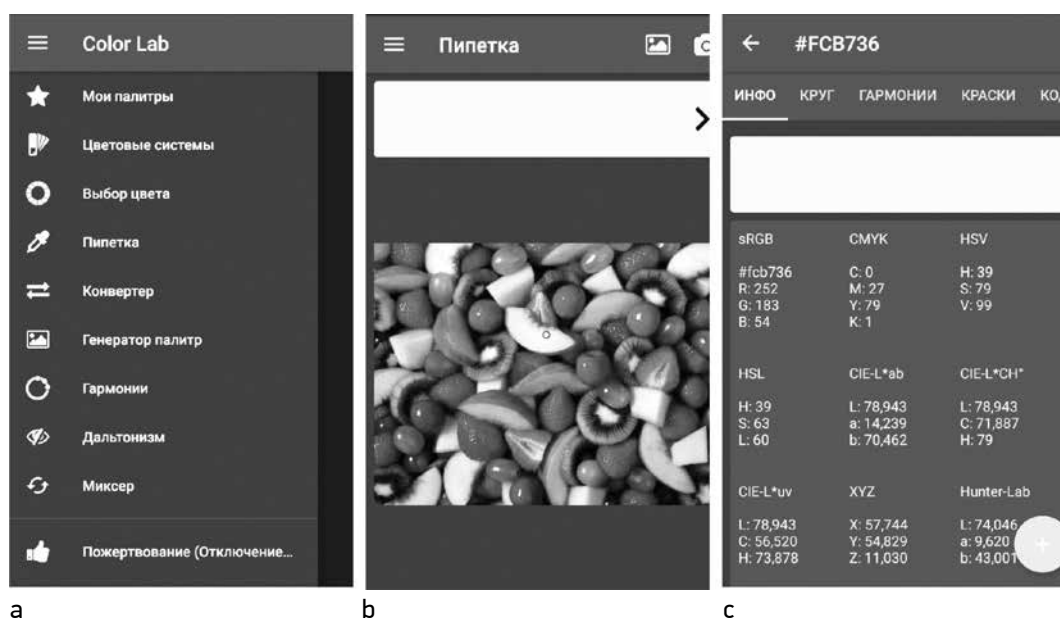 Color Lab
Мои палитры
Цветовые системы
Выбор цвета
Пипетка
Конвертер
Генератор палитр
Гармонии
Дальтонизм
Миксер
Пожертвование (Отключение...
a
Пипетка
b
#FCB736
ИНФО КРУГ ГАРМОНИИ КРАСКИ
sRGB CMYK HSV
#fcb736 C: 0 H: 39
R: 252 M: 27 S: 79
G: 183 Y: 79 V: 99
B: 54 K: 1
HSL CIE-L*ab CIE-L*CH°
H: 39 L: 78,943 L: 78,943
S: 63 a: 14,239 C: 71,887
L: 60 b: 70,462 H: 79
CIE-L*uv XYZ Hunter-Lab
L: 78,943 X: 57,744 L: 74,046
C: 56,520 Y: 54,829 a: 9,620
H: 73,878 Z: 11,030 b: 43,001
c